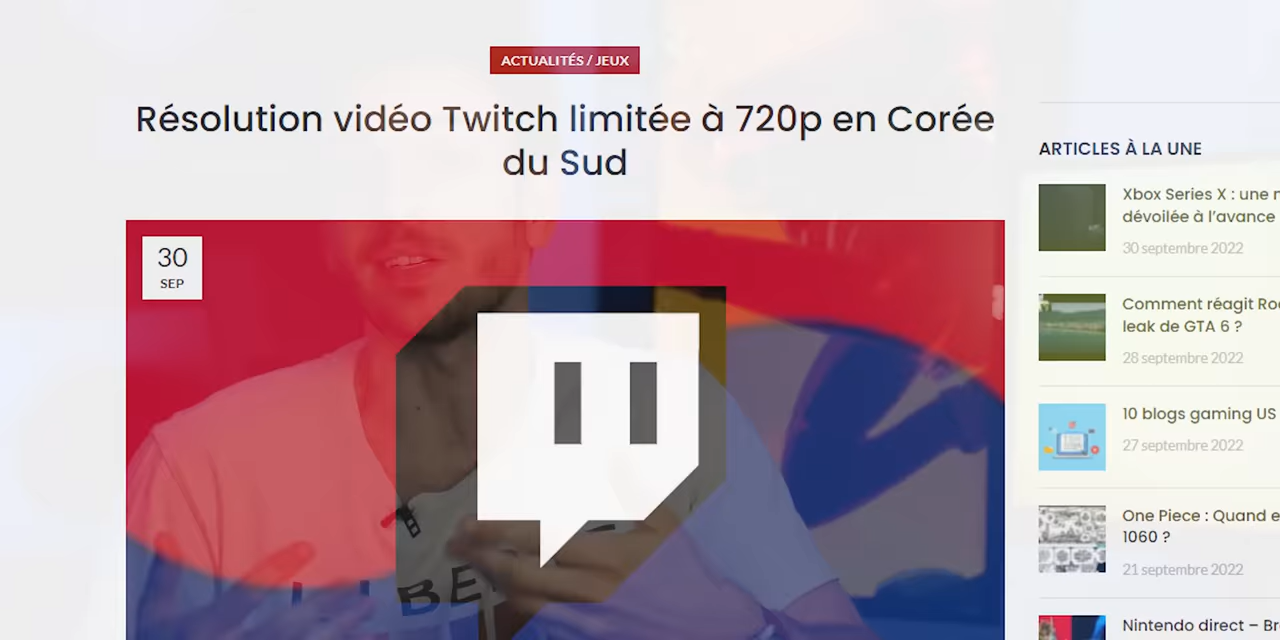 ACTUALITÉS / JEUX
Résolution vidéo Twitch limitée à 720p en Corée
du Sud
30
SEP
BE
ARTICLES À LA UNE
Xbox Series X : une
dévoilée à l'avance
30 septembre 2022
Comment réagit
leak de GTA 6 ?
28 septembre 2022
10 blogs gaming US
27 septembre 2022
One Piece : Quand
1060 ?
21 septembre 2022
Nintendo direct –